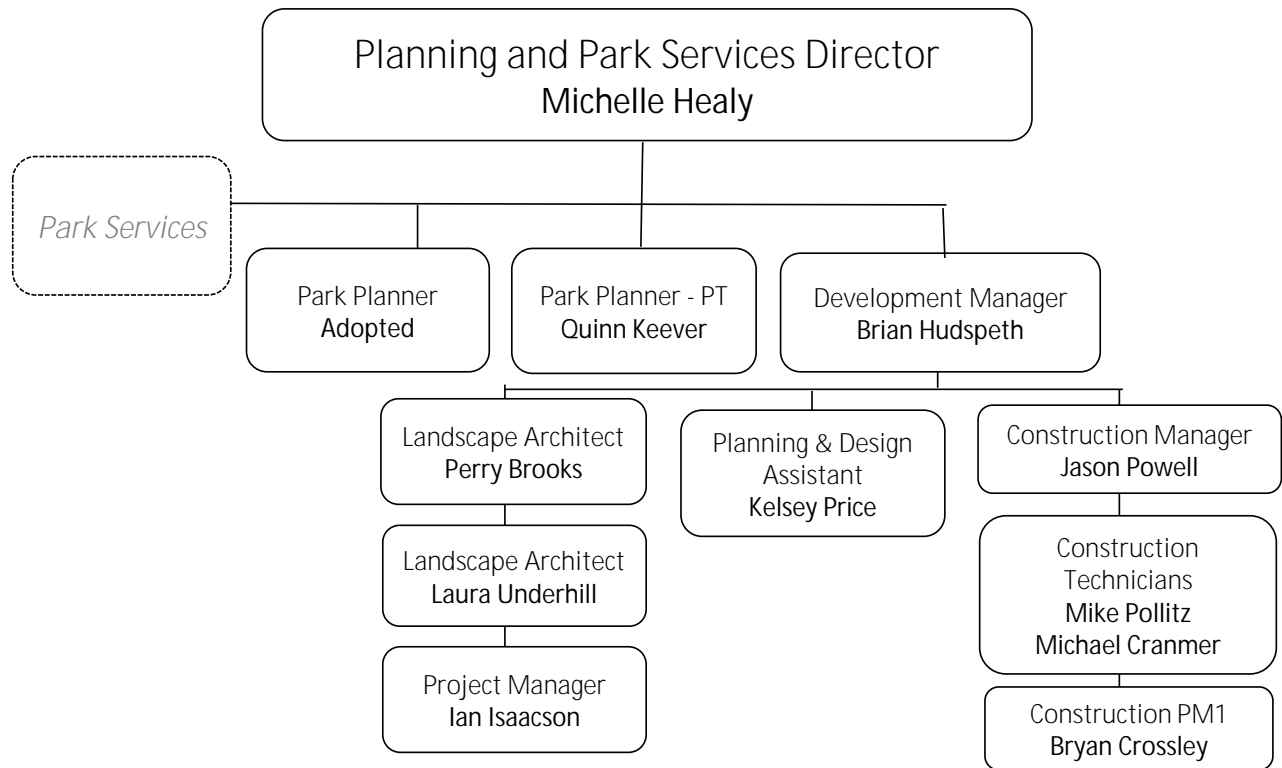 Planning and Park Services Director
Michelle Healy
Park Services
Park Planner
Adopted
Park Planner - PT
Quinn Keever
Development Manager
Brian Hudspeth
Landscape Architect
Perry Brooks
Planning & Design
Assistant
Kelsey Price
Construction Manager
Jason Powell
Landscape Architect
Laura Underhill
Construction
Technicians
Mike Pollitz
Michael Cranmer
Project Manager
Ian Isaacson
Construction PM1
Bryan Crossley